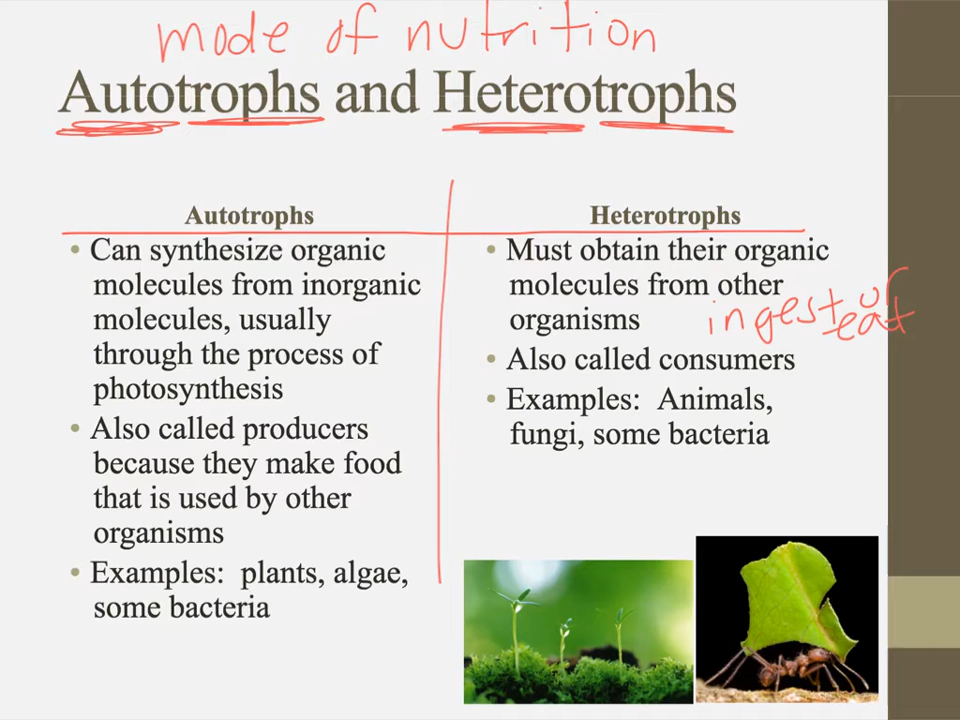 mode of nutrition
Autotrophs and Heterotrophs
Autotrophs
• Can synthesize organic
molecules from inorganic
molecules, usually
through the process of
photosynthesis
• Also called producers
because they make food
that is used by other
organisms
• Examples: plants, algae,
some bacteria
Heterotrophs
• Must obtain their organic
molecules from other
organisms
ingest or
eat
• Also called consumers
• Examples: Animals,
fungi, some bacteria